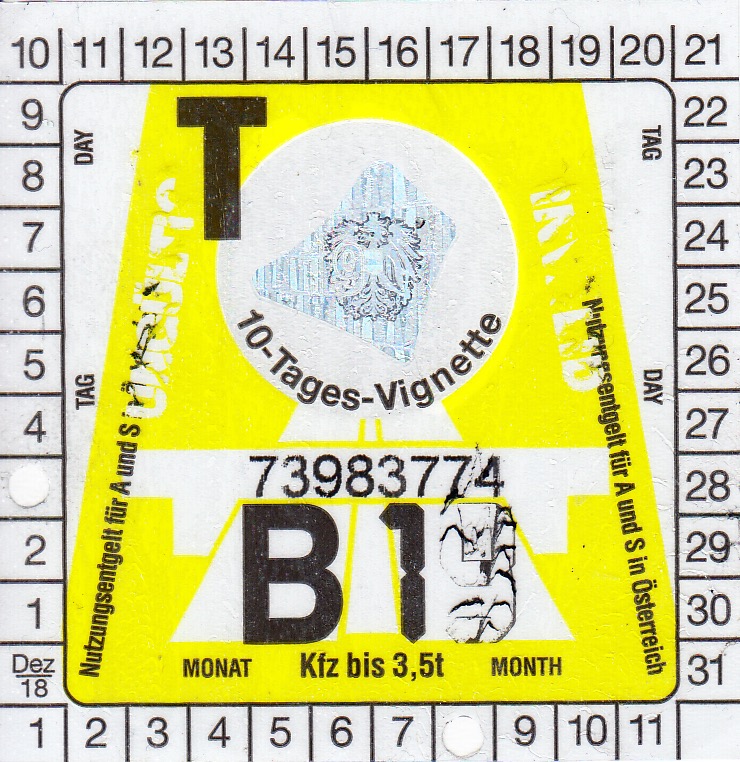 10 11 12 13 14 15 16 17 18 19 20 21
9 22
DAY TAG
T
8 23
7 24
6 25
10-Tages-Vignette
5 26
TAG DAY
4 27
73983774
28
B19
2 29
1 30
Nutzungsentgelt für A und S in
Nutzungsentgelt für A und S in Österreich
Dez
18
MONAT Kfz bis 3,5t MONTH
31
1 2 3 4 5 6 7 9 10 11